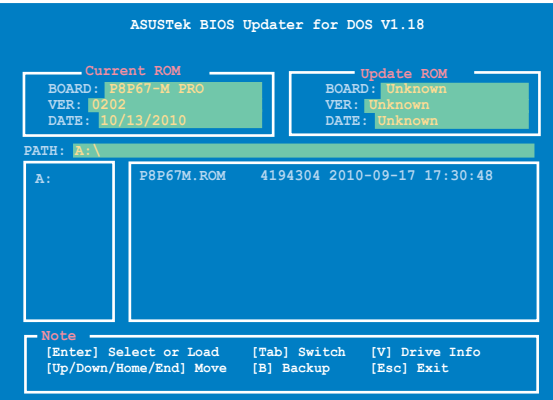 ASUSTek BIOS Updater for DOS V1.18
Current ROM
BOARD: P8P67-M PRO
VER: 0202
DATE: 10/13/2010
Update ROM
BOARD: Unknown
VER: Unknown
DATE: Unknown
PATH: A:\
A:
P8P67M.ROM 4194304 2010-09-17 17:30:48
Note
[Enter] Select or Load [Tab] Switch [V] Drive Info
[Up/Down/Home/End] Move [B] Backup [Esc] Exit